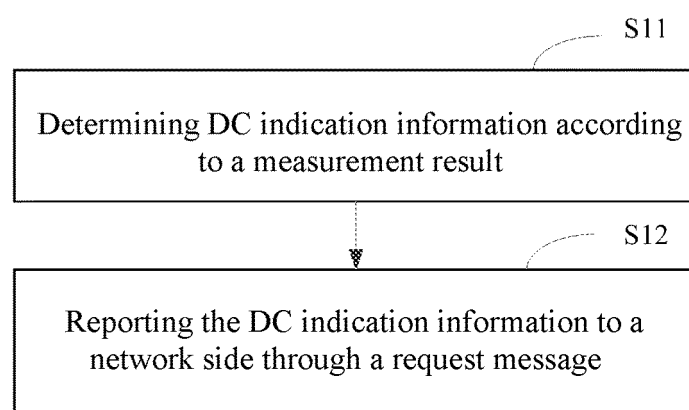 S11
Determining DC indication information according
to a measurement result
S12
Reporting the DC indication information to a
network side through a request message